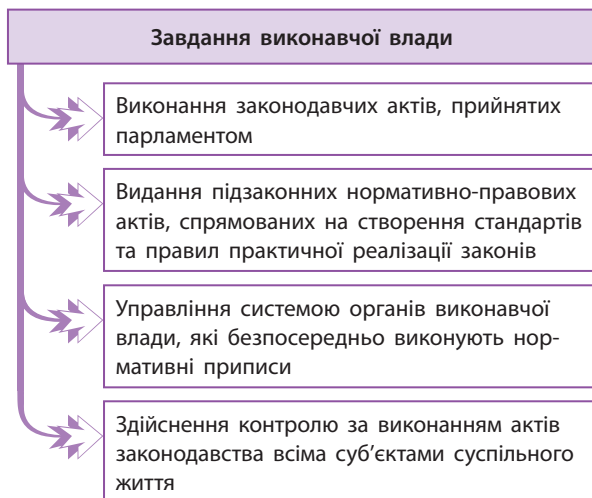 Завдання виконавчої влади
Виконання законодавчих актів, прийнятих
парламентом
Видання підзаконних нормативно-правових
актів, спрямованих на створення стандартів
та правил практичної реалізації законів
Управління системою органів виконавчої
влади, які безпосередньо виконують нор-
мативні приписи
Здійснення контролю за виконанням актів
законодавства всіма суб’єктами суспільного
життя